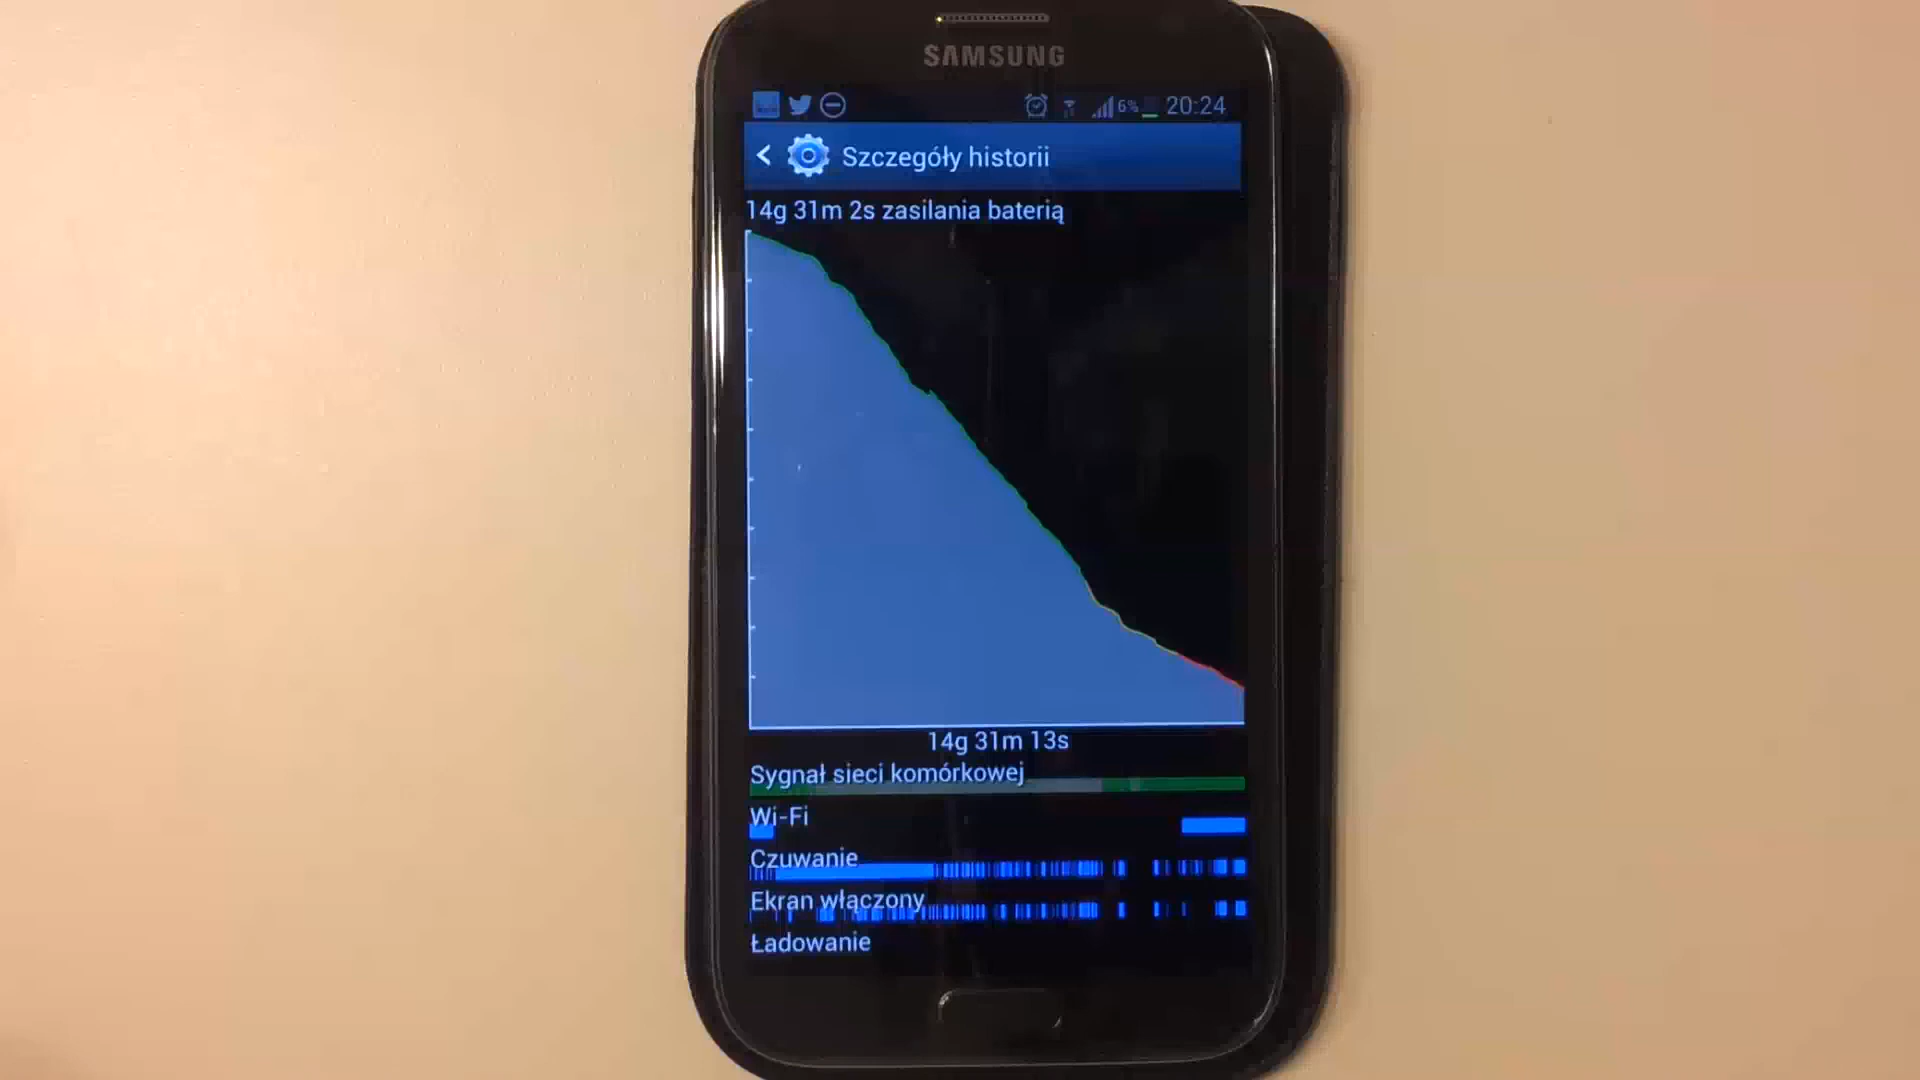 SAMSUNG
6% 20:24
Szczegóły historii
14g 31m 2s zasilania baterią
14g 31m 13s
Sygnał sieci komórkowej
Wi-Fi
Czuwanie
Ekran włączony
Ładowanie